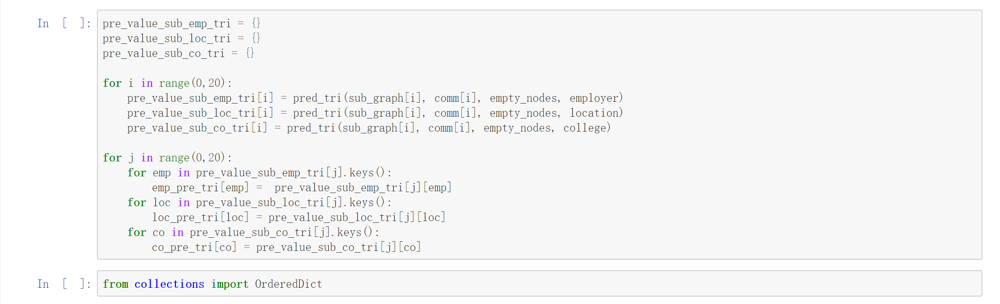 In [ ]: pre_value_sub_emp_tri = {}
pre_value_sub_loc_tri = {}
pre_value_sub_co_tri = {}

for i in range(0,20):
    pre_value_sub_emp_tri[i] = pred_tri(sub_graph[i], comm[i], empty_nodes, employer)
    pre_value_sub_loc_tri[i] = pred_tri(sub_graph[i], comm[i], empty_nodes, location)
    pre_value_sub_co_tri[i] = pred_tri(sub_graph[i], comm[i], empty_nodes, college)

for j in range(0,20):
    for emp in pre_value_sub_emp_tri[j].keys():
        emp_pre_tri[emp] =  pre_value_sub_emp_tri[j][emp]
    for loc in pre_value_sub_loc_tri[j].keys():
        loc_pre_tri[loc] = pre_value_sub_loc_tri[j][loc]
    for co in pre_value_sub_co_tri[j].keys():
        co_pre_tri[co] = pre_value_sub_co_tri[j][co]

In [ ]: from collections import OrderedDict